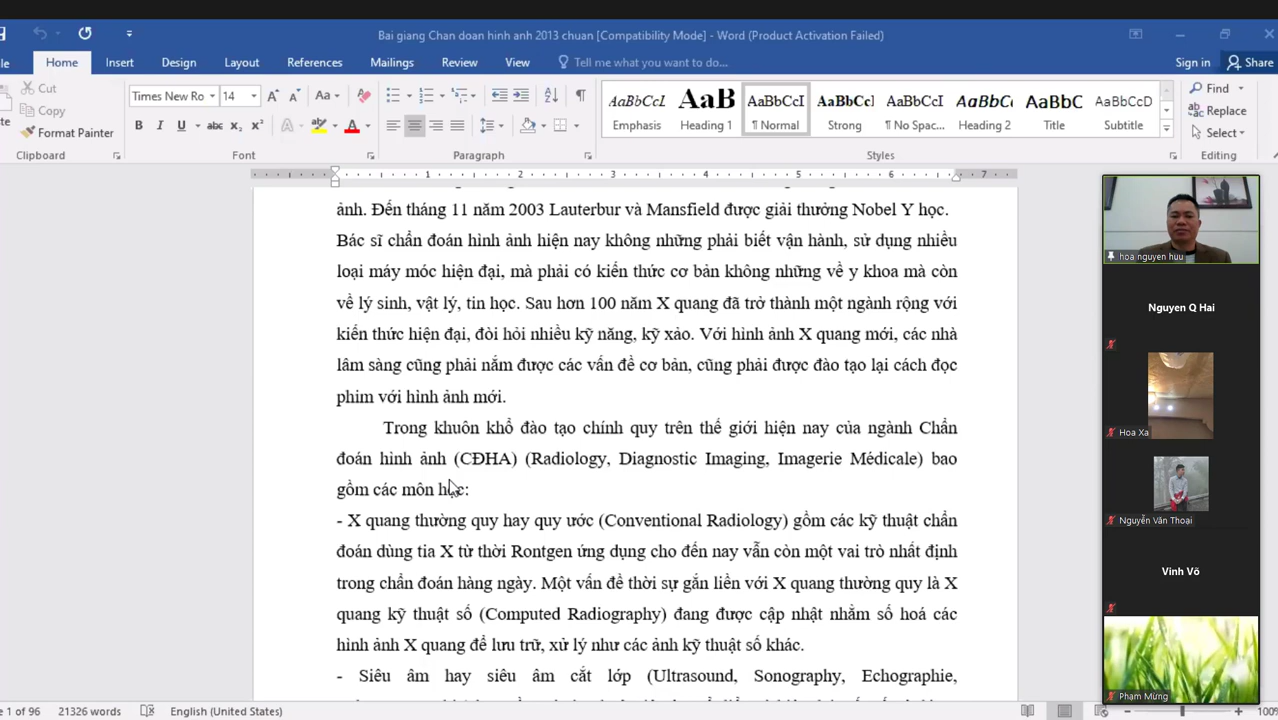 Bai giang Chan doan hinh anh 2013 chuan [Compatibility Mode] - Word (Product Activation Failed)
Home Insert Design Layout References Mailings Review View Tell me what you want to do... Sign in Share
Cut
Copy
Format Painter
Clipboard
Times New Ro 14
Font
Paragraph
AaBbCcI AaB AaBbCcI AaBbCcl AaBbCcI AaBbCc AaBbC AaBbCcD
Emphasis Heading 1 ¶ Normal Strong ¶ No Spac... Heading 2 Title Subtitle
Styles
Find
Replace
Select
Editing
1 2 3 4 5 6 7
ảnh. Đến tháng 11 năm 2003 Lauterbur và Mansfield được giải thưởng Nobel Y học.
Bác sĩ chẩn đoán hình ảnh hiện nay không những phải biết vận hành, sử dụng nhiều
loại máy móc hiện đại, mà phải có kiến thức cơ bản không những về y khoa mà còn
về lý sinh, vật lý, tin học. Sau hơn 100 năm X quang đã trở thành một ngành rộng với
kiến thức hiện đại, đòi hỏi nhiều kỹ năng, kỹ xảo. Với hình ảnh X quang mới, các nhà
lâm sàng cũng phải nắm được các vấn đề cơ bản, cũng phải được đào tạo lại cách đọc
phim với hình ảnh mới.
Trong khuôn khổ đào tạo chính quy trên thế giới hiện nay của ngành Chẩn
đoán hình ảnh (CĐHA) (Radiology, Diagnostic Imaging, Imagerie Médicale) bao
gồm các môn học:
- X quang thường quy hay quy ước (Conventional Radiology) gồm các kỹ thuật chẩn
đoán dùng tia X từ thời Rontgen ứng dụng cho đến nay vẫn còn một vai trò nhất định
trong chẩn đoán hàng ngày. Một vấn đề thời sự gắn liền với X quang thường quy là X
quang kỹ thuật số (Computed Radiography) đang được cập nhật nhằm số hoá các
hình ảnh X quang để lưu trữ, xử lý như các ảnh kỹ thuật số khác.
- Siêu âm hay siêu âm cắt lớp (Ultrasound, Sonography, Echographie,
hoa nguyen huu
Nguyen Q Hai
Hoa Xa
Nguyễn Văn Thoại
Vinh Võ
Phạm Mừng
1 of 96 21326 words English (United States) 100%